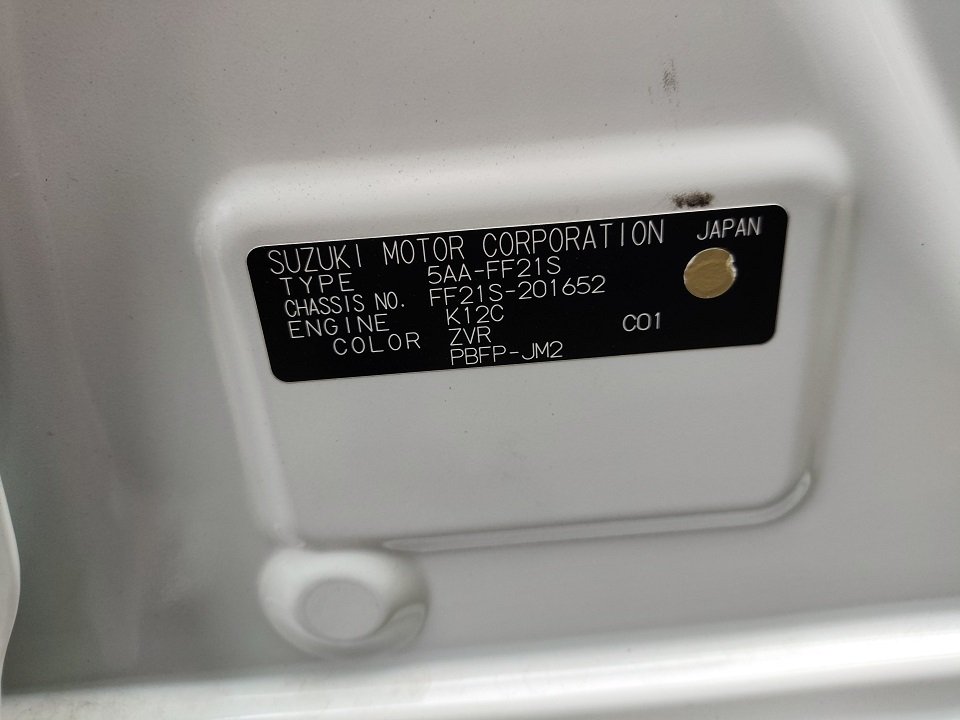 SUZUKI MOTOR CORPORATION JAPAN
TYPE 5AA-FF21S
CHASSIS NO. FF21S-201652
ENGINE K12C
COLOR ZVR C01
PBFP-JM2